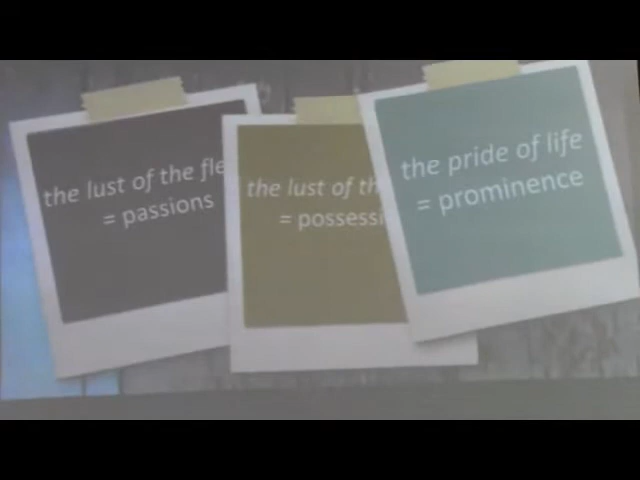 the lust of the fle
= passions
the lust of th
= possessi
the pride of life
= prominence